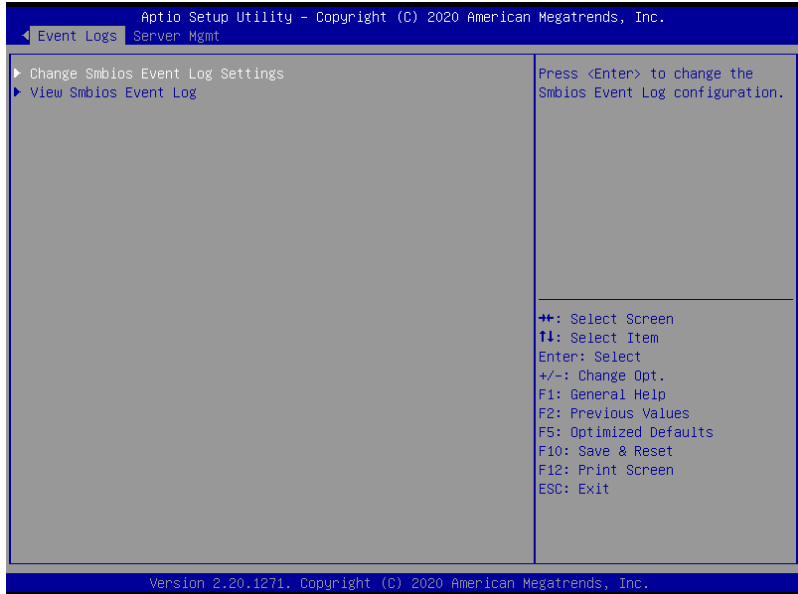 Aptio Setup Utility – Copyright (C) 2020 American Megatrends, Inc.
Event Logs Server Mgmt
Change Smbios Event Log Settings
View Smbios Event Log
Press <Enter> to change the
Smbios Event Log configuration.
→←: Select Screen
↑↓: Select Item
Enter: Select
+/-: Change Opt.
F1: General Help
F2: Previous Values
F5: Optimized Defaults
F10: Save & Reset
F12: Print Screen
ESC: Exit
Version 2.20.1271. Copyright (C) 2020 American Megatrends, Inc.